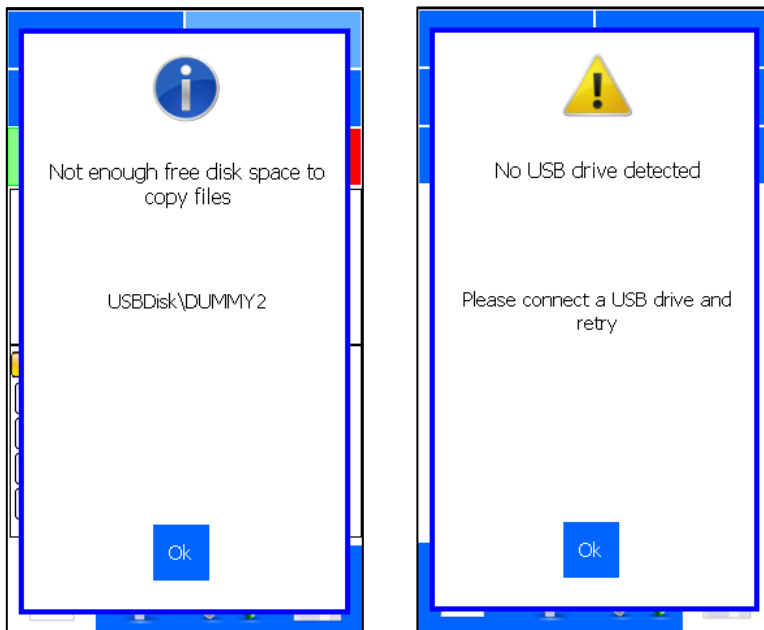 Not enough free disk space to
copy files
USBDisk\DUMMY2
Ok
No USB drive detected
Please connect a USB drive and
retry
Ok